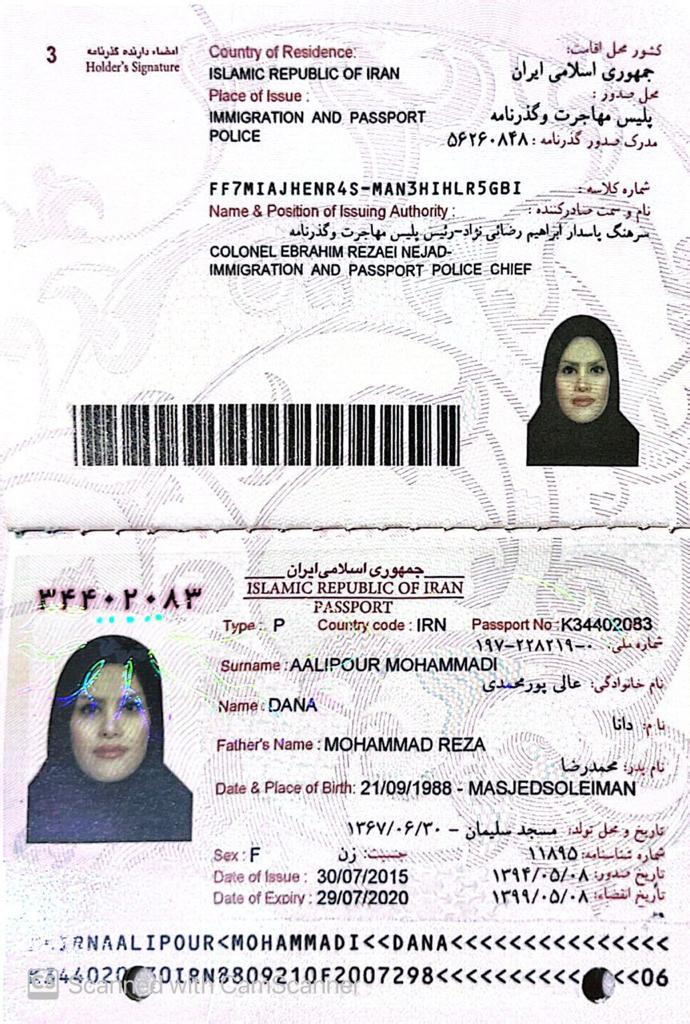 3
امضاء دارنده گذرنامه
Holder's Signature
Country of Residence:
کشور محل اقامت:
ISLAMIC REPUBLIC OF IRAN
جمهوری اسلامی ایران
Place of Issue :
محل صدور :
IMMIGRATION AND PASSPORT
POLICE
پلیس مهاجرت وگذرنامه
مدرک صدور گذرنامه: ۵۶۲۶۰۸۴۸
FF7MIAJHENR4S-MAN3HIHLR5GBI
شماره کلاسه :
Name & Position of Issuing Authority :
نام و سمت صادرکننده :
سرهنگ پاسدار ابراهیم رضائی نژاد-رئیس پلیس مهاجرت وگذرنامه
COLONEL EBRAHIM REZAEI NEJAD-
IMMIGRATION AND PASSPORT POLICE CHIEF
جمهوری اسلامی ایران
ISLAMIC REPUBLIC OF IRAN
PASSPORT
۳۴۴۰۲۰۸۳
Type : P Country code : IRN Passport No : K34402083
شماره ملی: ۱۹۷-۲۲۸۲۱۹-۰
Surname : AALIPOUR MOHAMMADI
نام خانوادگی: عالی پورمحمدی
Name : DANA
نام: دانا
Father's Name : MOHAMMAD REZA
نام پدر: محمدرضا
Date & Place of Birth: 21/09/1988 - MASJEDSOLEIMAN
تاریخ و محل تولد: مسجد سلیمان - ۱۳۶۷/۰۶/۳۰
Sex : F
جنسیت: زن
شماره شناسنامه: ۱۱۸۹۵
Date of Issue : 30/07/2015
تاریخ صدور: ۱۳۹۴/۰۵/۰۸
Date of Expiry : 29/07/2020
تاریخ انقضاء: ۱۳۹۹/۰۵/۰۸
IRNAALIPOUR<MOHAMMADI<<DANA<<<<<<<<<<<<<<<<
0IRN8809210F2007298<<<<<<<<<<06
CS Scanned with CamScanner